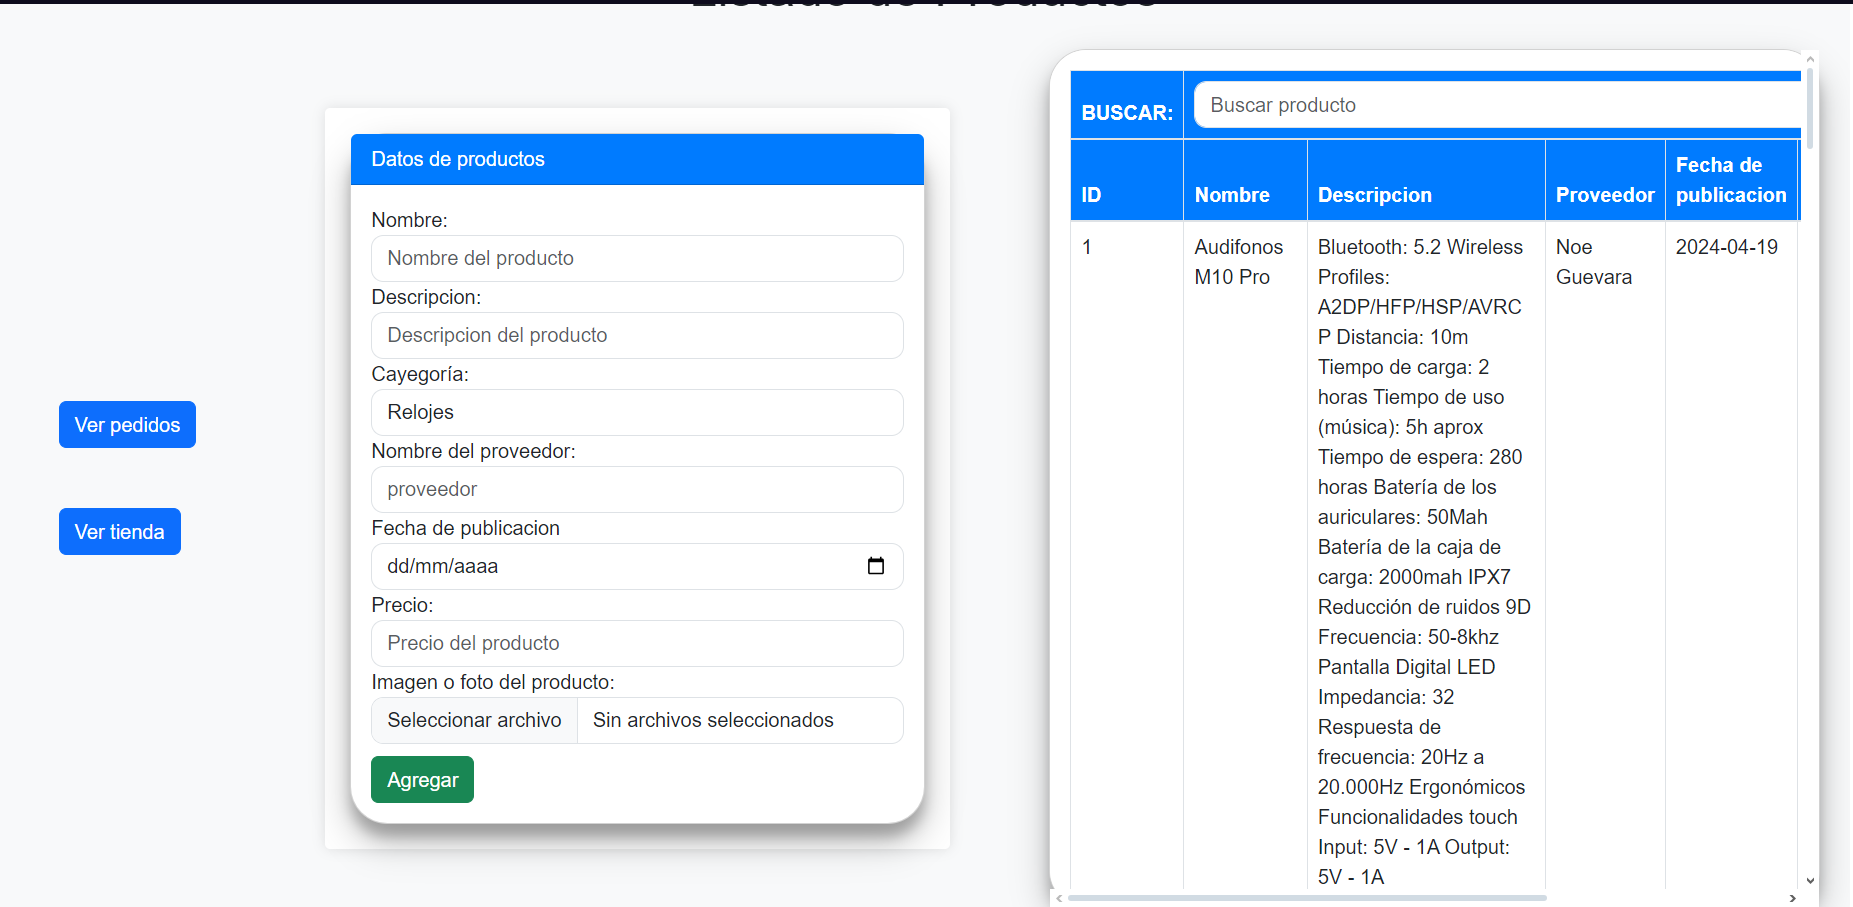 Listado de Productos
Ver pedidos
Ver tienda
Datos de productos
Nombre:
Nombre del producto
Descripcion:
Descripcion del producto
Cayegoría:
Relojes
Nombre del proveedor:
proveedor
Fecha de publicacion
dd/mm/aaaa
Precio:
Precio del producto
Imagen o foto del producto:
Seleccionar archivo Sin archivos seleccionados
Agregar
BUSCAR: Buscar producto
ID Nombre Descripcion Proveedor Fecha de
publicacion
1 Audifonos
M10 Pro
Bluetooth: 5.2 Wireless
Profiles:
A2DP/HFP/HSP/AVRC
P Distancia: 10m
Tiempo de carga: 2
horas Tiempo de uso
(música): 5h aprox
Tiempo de espera: 280
horas Batería de los
auriculares: 50Mah
Batería de la caja de
carga: 2000mah IPX7
Reducción de ruidos 9D
Frecuencia: 50-8khz
Pantalla Digital LED
Impedancia: 32
Respuesta de
frecuencia: 20Hz a
20.000Hz Ergonómicos
Funcionalidades touch
Input: 5V - 1A Output:
5V - 1A
Noe
Guevara
2024-04-19